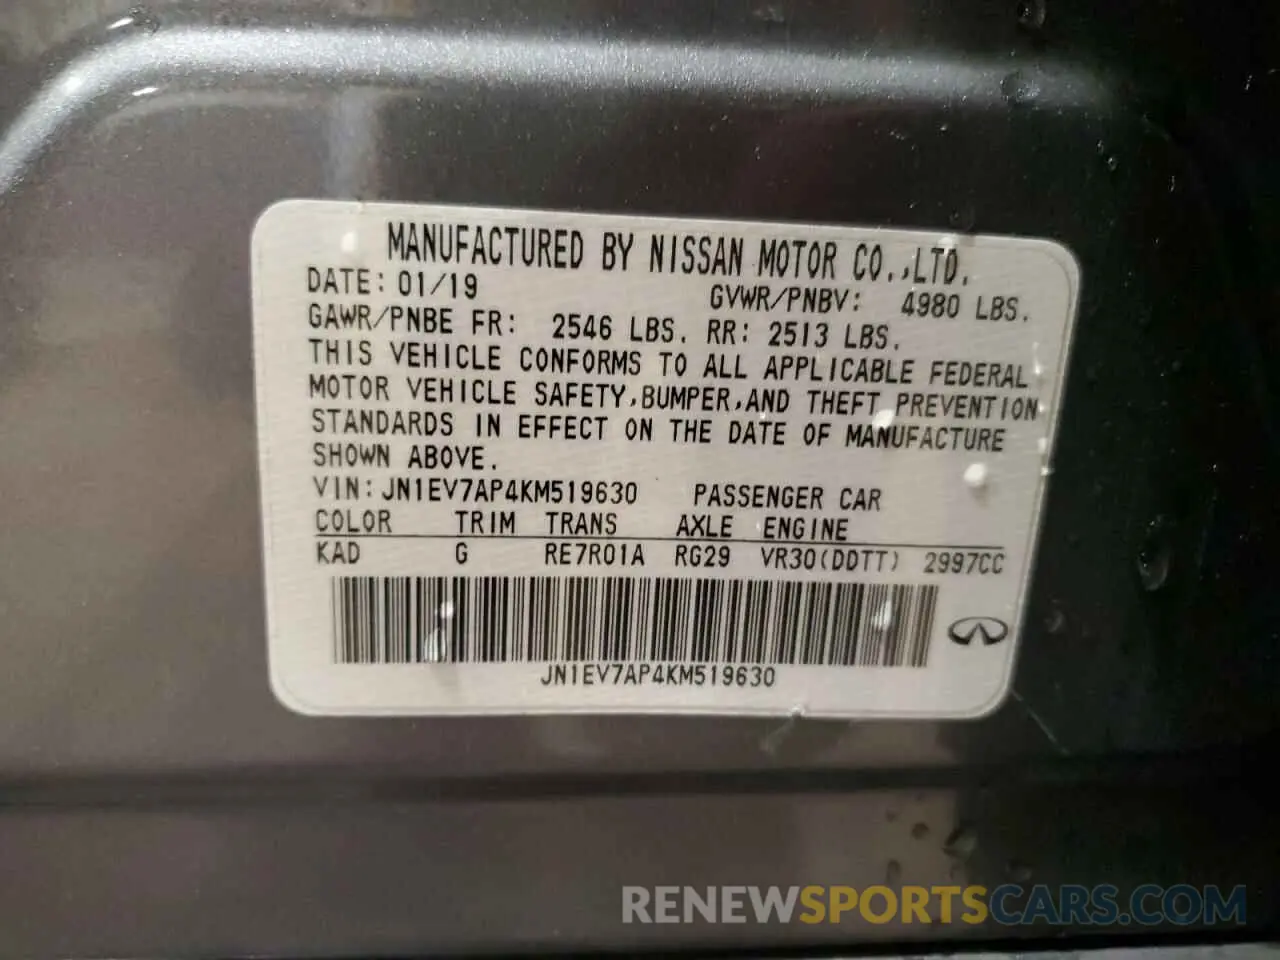 MANUFACTURED BY NISSAN MOTOR CO.,LTD.
DATE: 01/19 GVWR/PNBV: 4980 LBS.
GAWR/PNBE FR: 2546 LBS. RR: 2513 LBS.
THIS VEHICLE CONFORMS TO ALL APPLICABLE FEDERAL
MOTOR VEHICLE SAFETY,BUMPER,AND THEFT PREVENTION
STANDARDS IN EFFECT ON THE DATE OF MANUFACTURE
SHOWN ABOVE.
VIN: JN1EV7AP4KM519630 PASSENGER CAR
COLOR TRIM TRANS AXLE ENGINE
KAD G RE7R01A RG29 VR30(DDTT) 2997CC
JN1EV7AP4KM519630
RENEWSPORTSCARS.COM